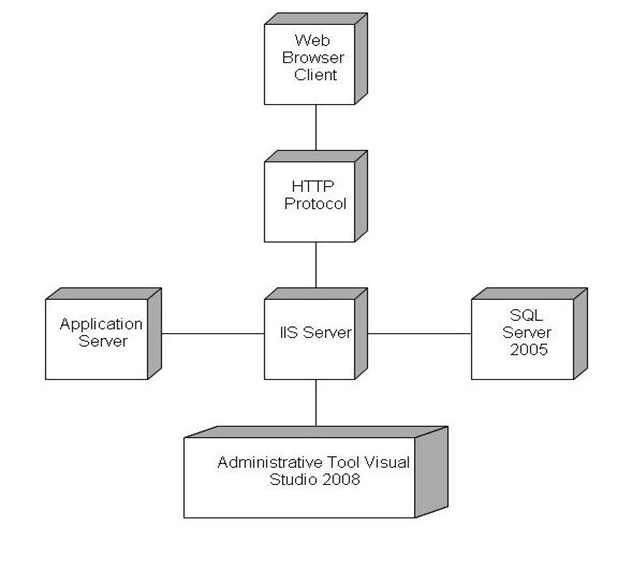 Web
Browser
Client
HTTP
Protocol
Application
Server
IIS Server
SQL
Server
2005
Administrative Tool Visual
Studio 2008